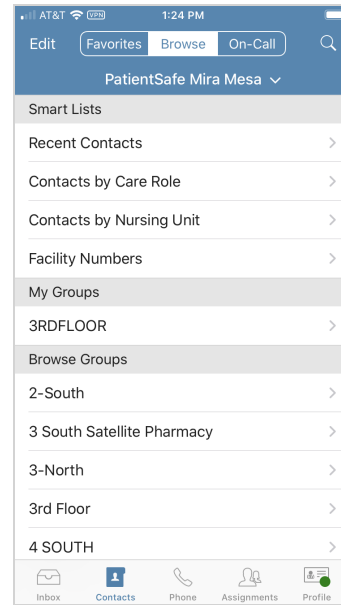 AT&T VPN 1:24 PM
Edit Favorites Browse On-Call
PatientSafe Mira Mesa
Smart Lists
Recent Contacts
Contacts by Care Role
Contacts by Nursing Unit
Facility Numbers
My Groups
3RDFLOOR
Browse Groups
2-South
3 South Satellite Pharmacy
3-North
3rd Floor
4 SOUTH
Inbox Contacts Phone Assignments Profile